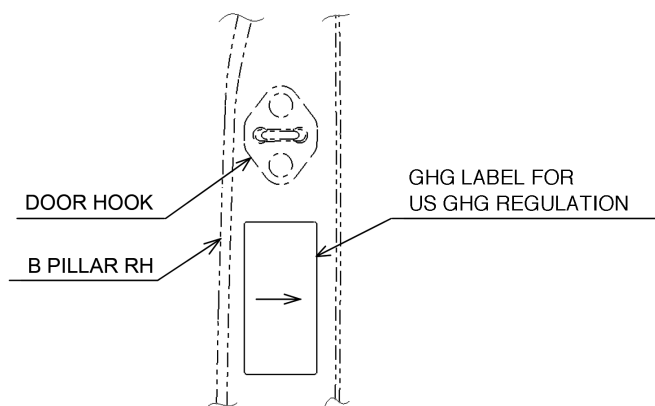 DOOR HOOK
B PILLAR RH
GHG LABEL FOR
US GHG REGULATION